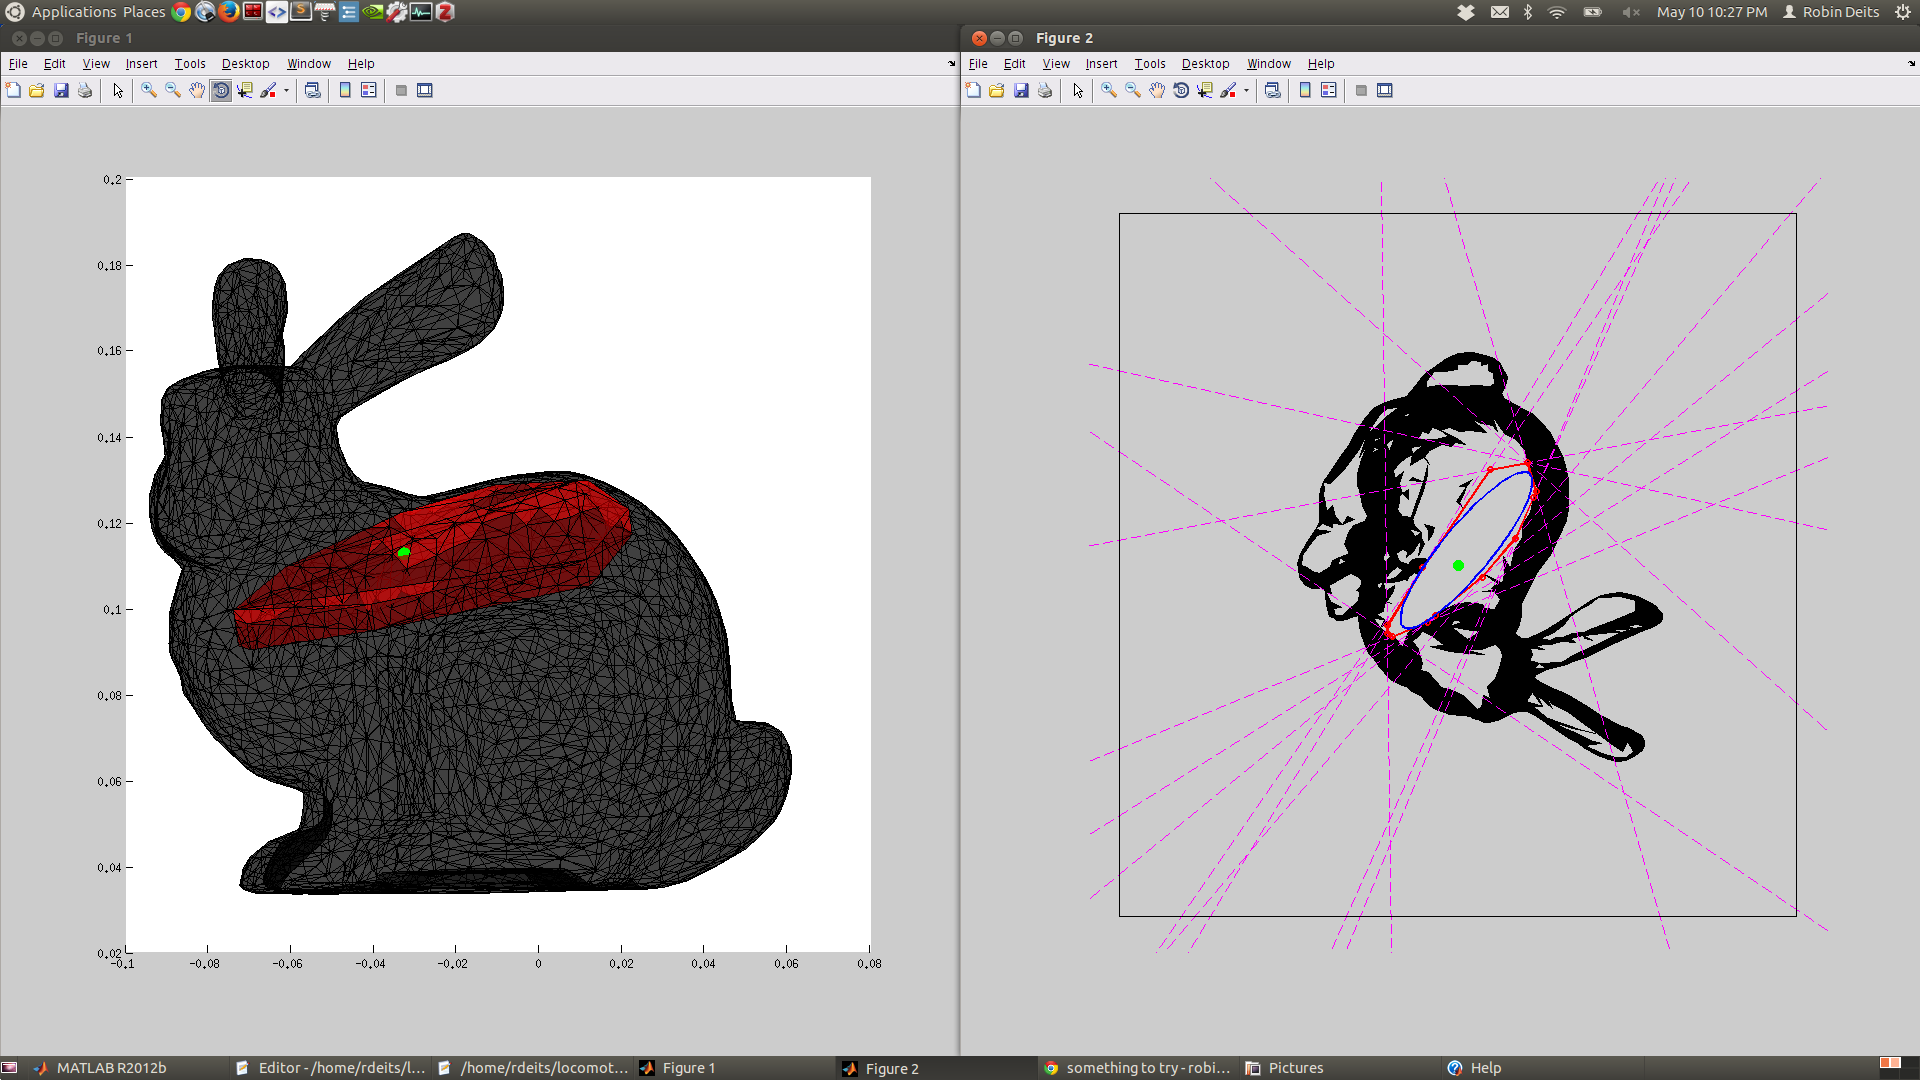 Applications Places
May 10 10:27 PM
Robin Deits
Figure 1
File Edit View Insert Tools Desktop Window Help
0.2
0.18
0.16
0.14
0.12
0.1
0.08
0.06
0.04
0.02
-0.1 -0.08 -0.06 -0.04 -0.02 0 0.02 0.04 0.06 0.08
Figure 2
File Edit View Insert Tools Desktop Window Help
MATLAB R2012b
Editor - /home/rdeits/l...
/home/rdeits/locomot...
Figure 1
Figure 2
something to try - robi...
Pictures
Help